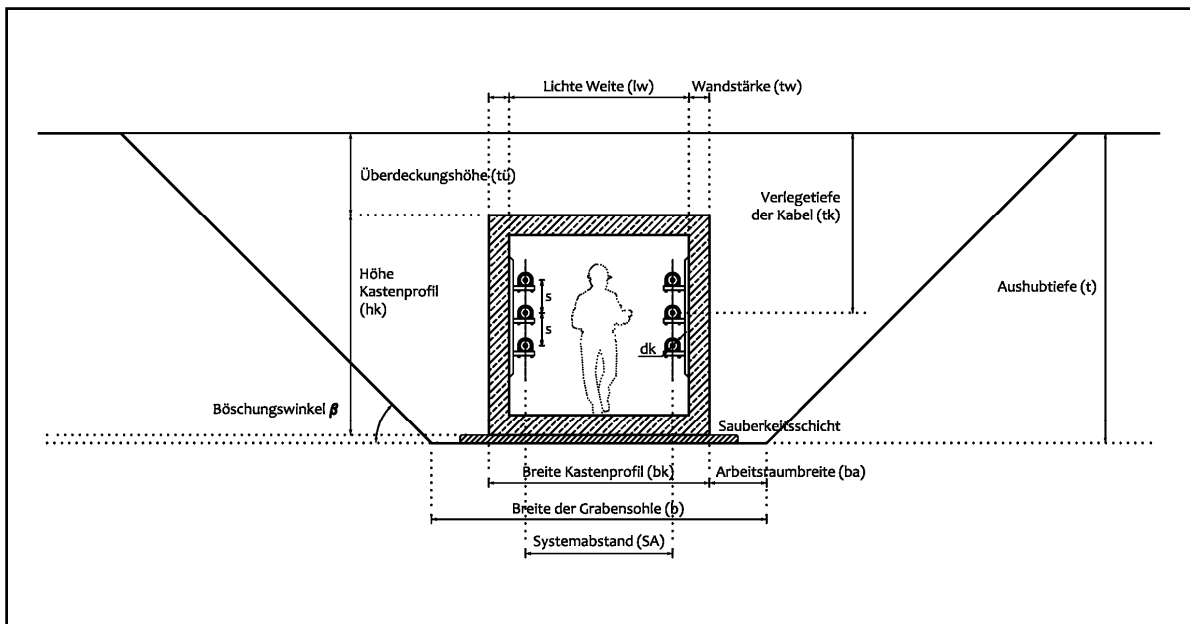 Lichte Weite (lw)
Wandstärke (tw)
Überdeckungshöhe (tü)
Verlegetiefe
der Kabel (tk)
Höhe
Kastenprofil
(hk)
Aushubtiefe (t)
s
s
dk
Böschungswinkel β
Sauberkeitsschicht
Breite Kastenprofil (bk)
Arbeitsraumbreite (ba)
Breite der Grabensohle (b)
Systemabstand (SA)